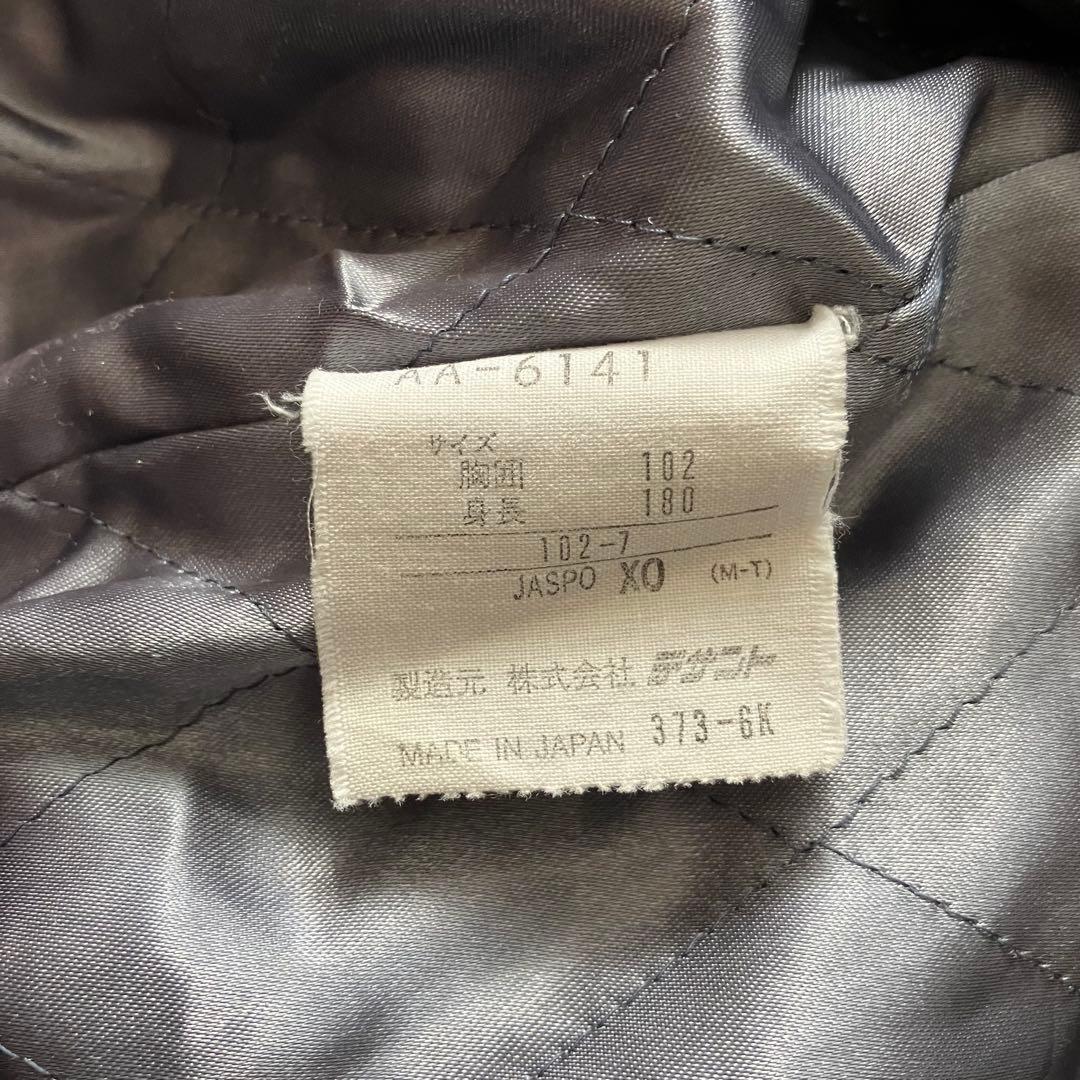 AA-6141
サイズ
胸囲 102
身長 180
102-7
JASPO XO (M-T)
製造元 株式会社 デサント
MADE IN JAPAN 373-6K